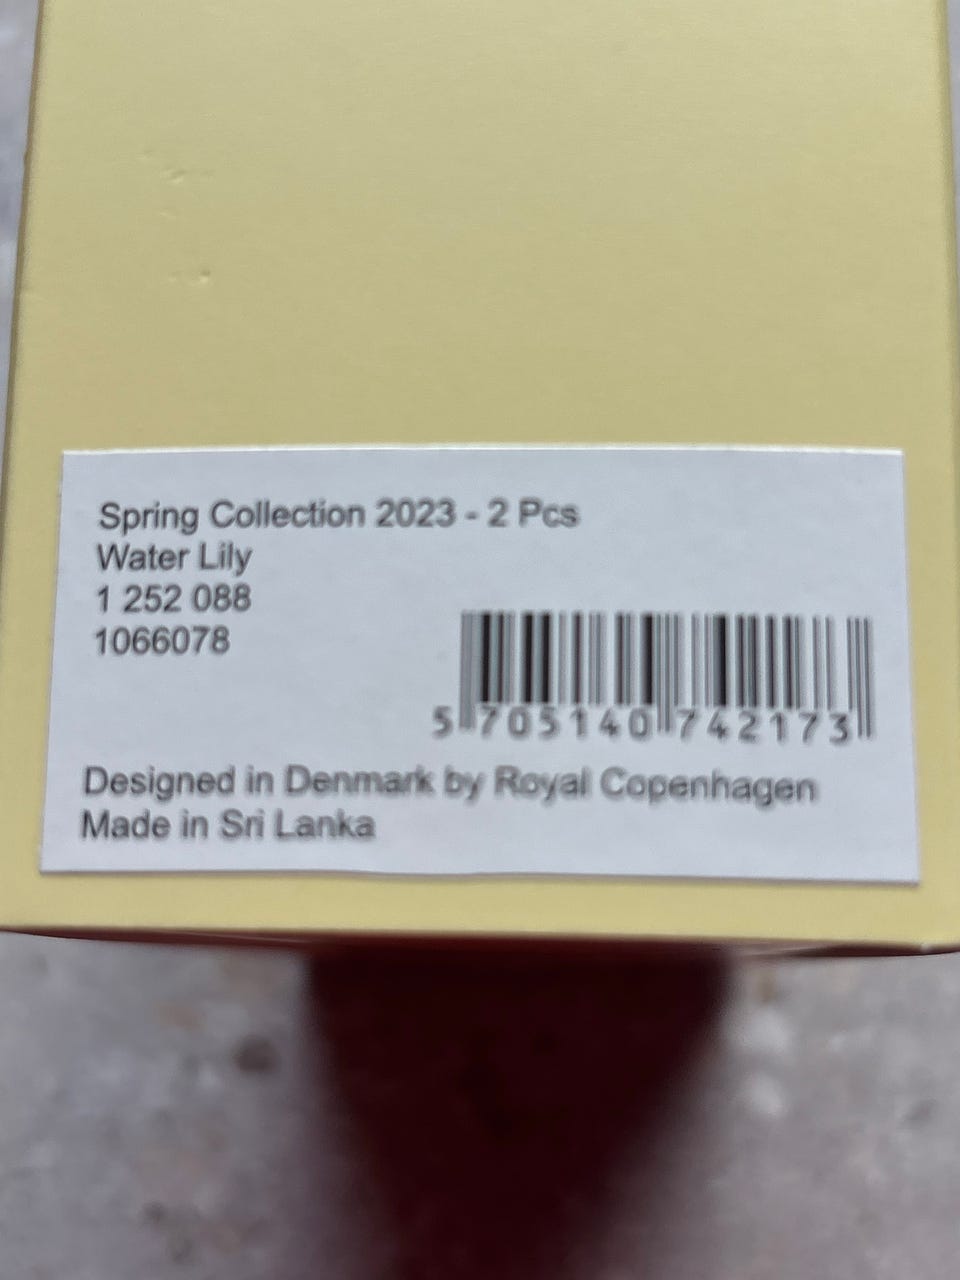 Spring Collection 2023 - 2 Pcs
Water Lily
1 252 088
1066078
5 705140 742173
Designed in Denmark by Royal Copenhagen
Made in Sri Lanka